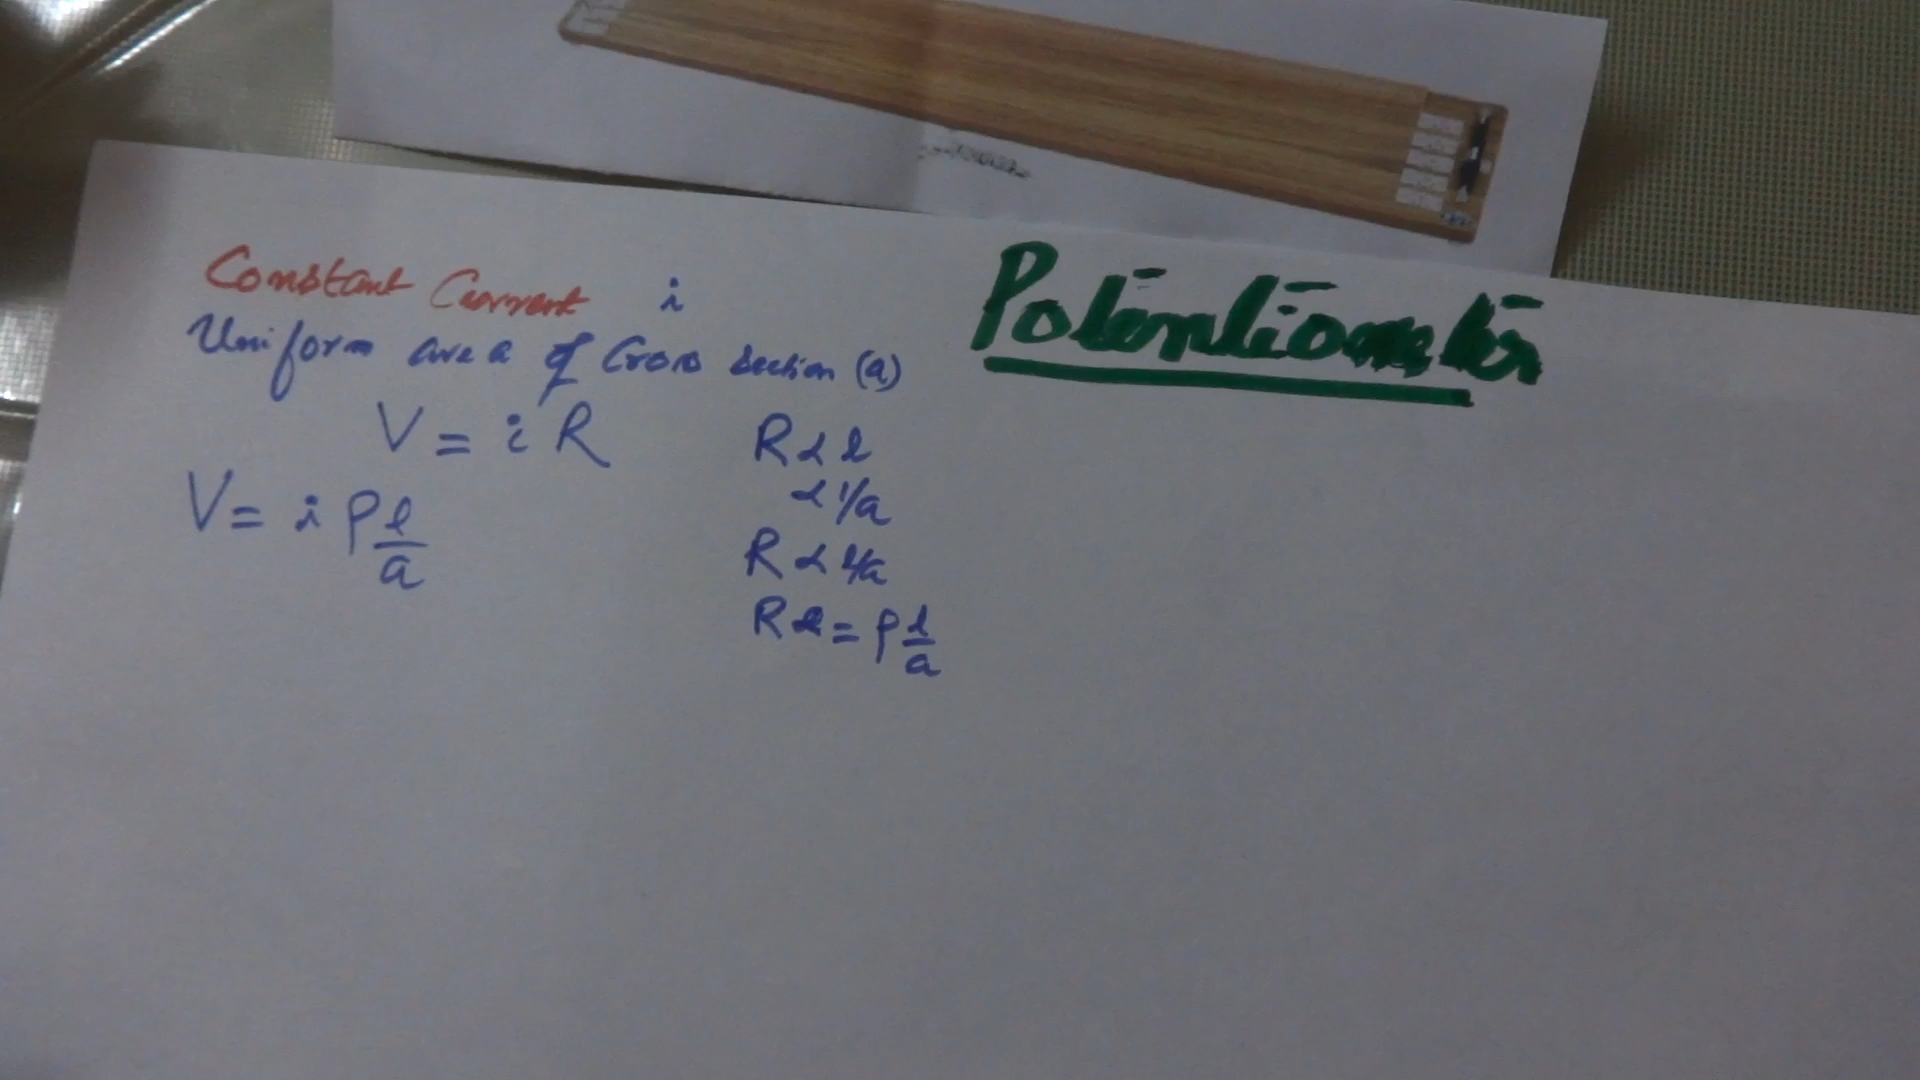 Potentiometer
Constant Current i
Uniform area of Cross section (a)
V = i R
R α l
α 1/a
V = i ρ l/a
R α l/a
R = ρ l/a